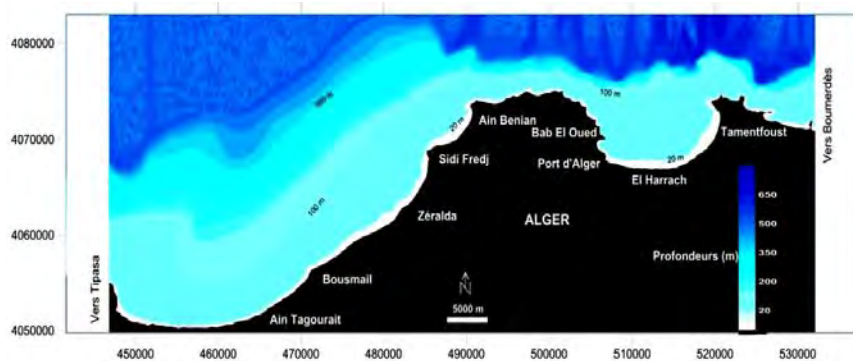 4080000
4070000
4060000
4050000
Vers Tipasa
Vers Boumerdès
100 m
100 m
20 m
20 m
Ain Benian
Bab El Oued
Tamentfoust
Sidi Fredj
Port d'Alger
El Harrach
Zéralda
ALGER
Bousmail
Ain Tagourait
N
5000 m
Profondeurs (m)
650
500
350
200
20
450000 460000 470000 480000 490000 500000 510000 520000 530000